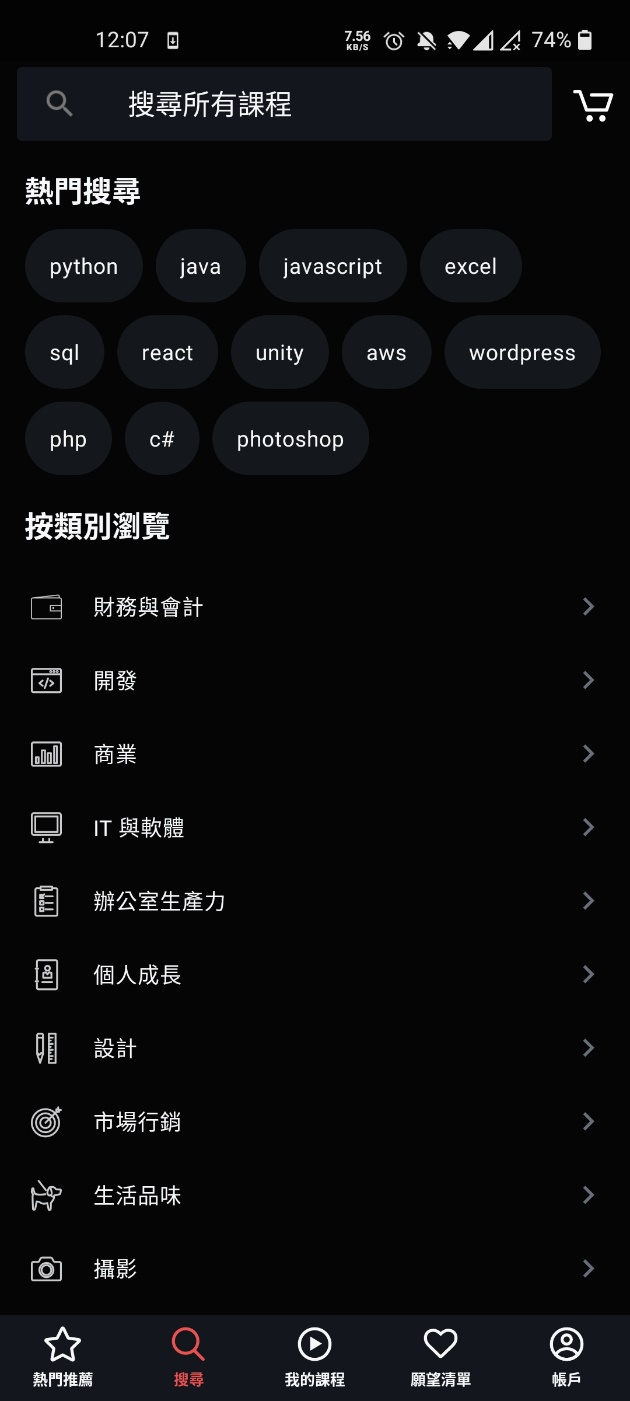 12:07 7.56 KB/S 74%
搜尋所有課程
熱門搜尋
python java javascript excel
sql react unity aws wordpress
php c# photoshop
按類別瀏覽
財務與會計
開發
商業
IT 與軟體
辦公室生產力
個人成長
設計
市場行銷
生活品味
攝影
熱門推薦 搜尋 我的課程 願望清單 帳戶